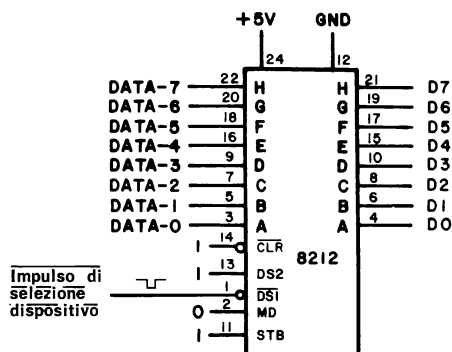 +5V GND
24 12
DATA-7 22 H H 21 D7
DATA-6 20 G G 19 D6
DATA-5 18 F F 17 D5
DATA-4 16 E E 15 D4
DATA-3 9 D D 10 D3
DATA-2 7 C C 8 D2
DATA-1 5 B B 6 D1
DATA-0 3 A A 4 D0
1 14 CLR
8212
1 13 DS2
Impulso di
selezione
dispositivo
1 DS1
0 2 MD
1 11 STB